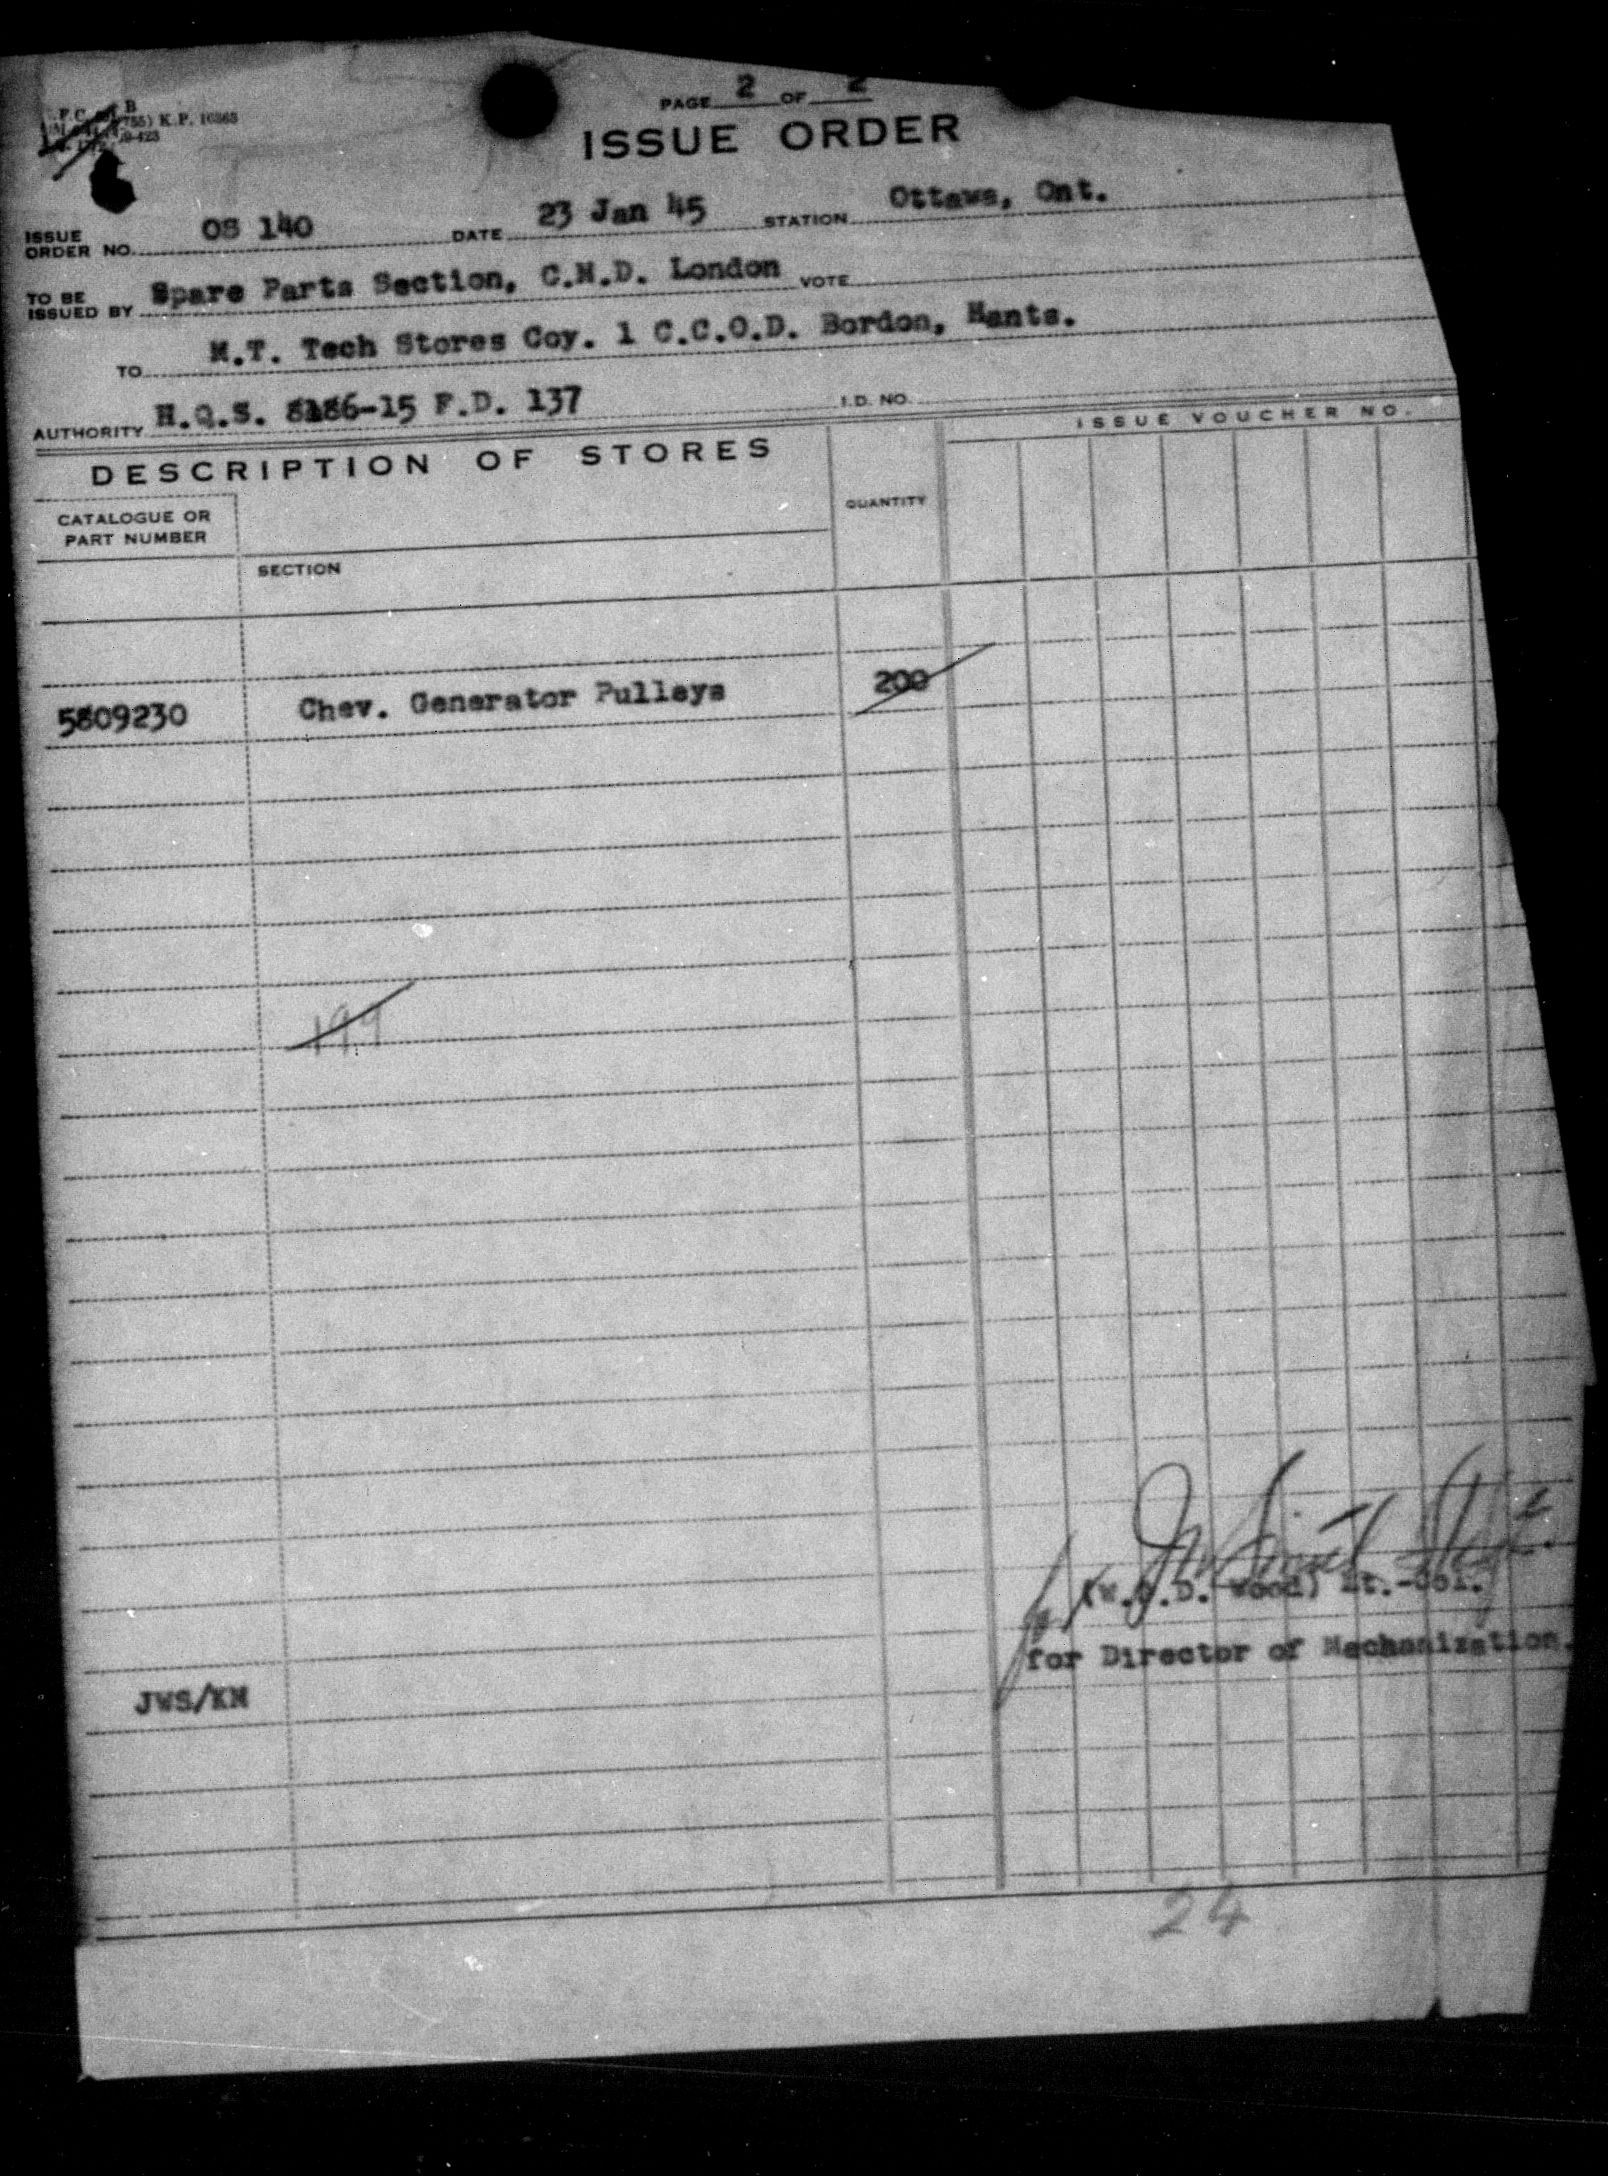 PAGE 2 OF 2
K.P. 10865
ISSUE ORDER
ISSUE ORDER NO. OS 140 DATE 23 Jan 45 STATION Ottawa, Ont.
TO BE ISSUED BY Spare Parts Section, C.M.D. London VOTE
TO M.T. Tech Stores Coy. 1 C.C.O.D. Bordon, Hants.
AUTHORITY H.Q.S. 8186-15 F.D. 137 I.D. NO.
DESCRIPTION OF STORES
QUANTITY
ISSUE VOUCHER NO.
CATALOGUE OR
PART NUMBER
SECTION
5809230 Chev. Generator Pulleys 200
199
Lt.-Col.
for Director of Mechanization.
JWS/KM
24